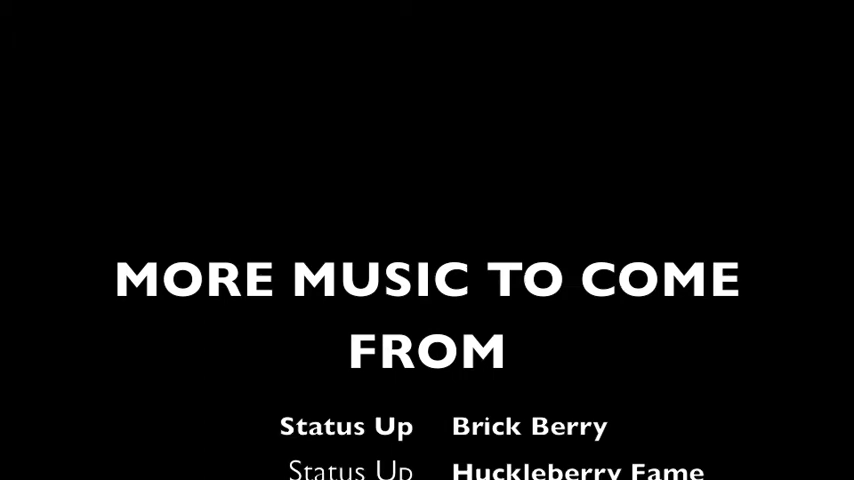 MORE MUSIC TO COME
FROM
Status Up Brick Berry
Status Up Huckleberry Fame